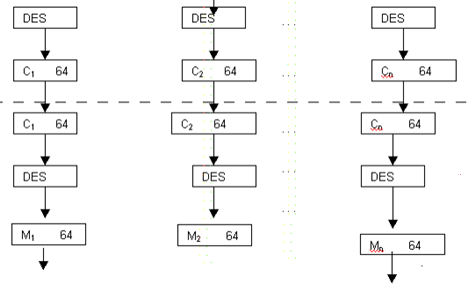 DES DES ... DES
C₁ 64 C₂ 64 ... Cₙ 64
C₁ 64 C₂ 64 ... Cₙ 64
DES DES ... DES
M₁ 64 M₂ 64 ... Mₙ 64